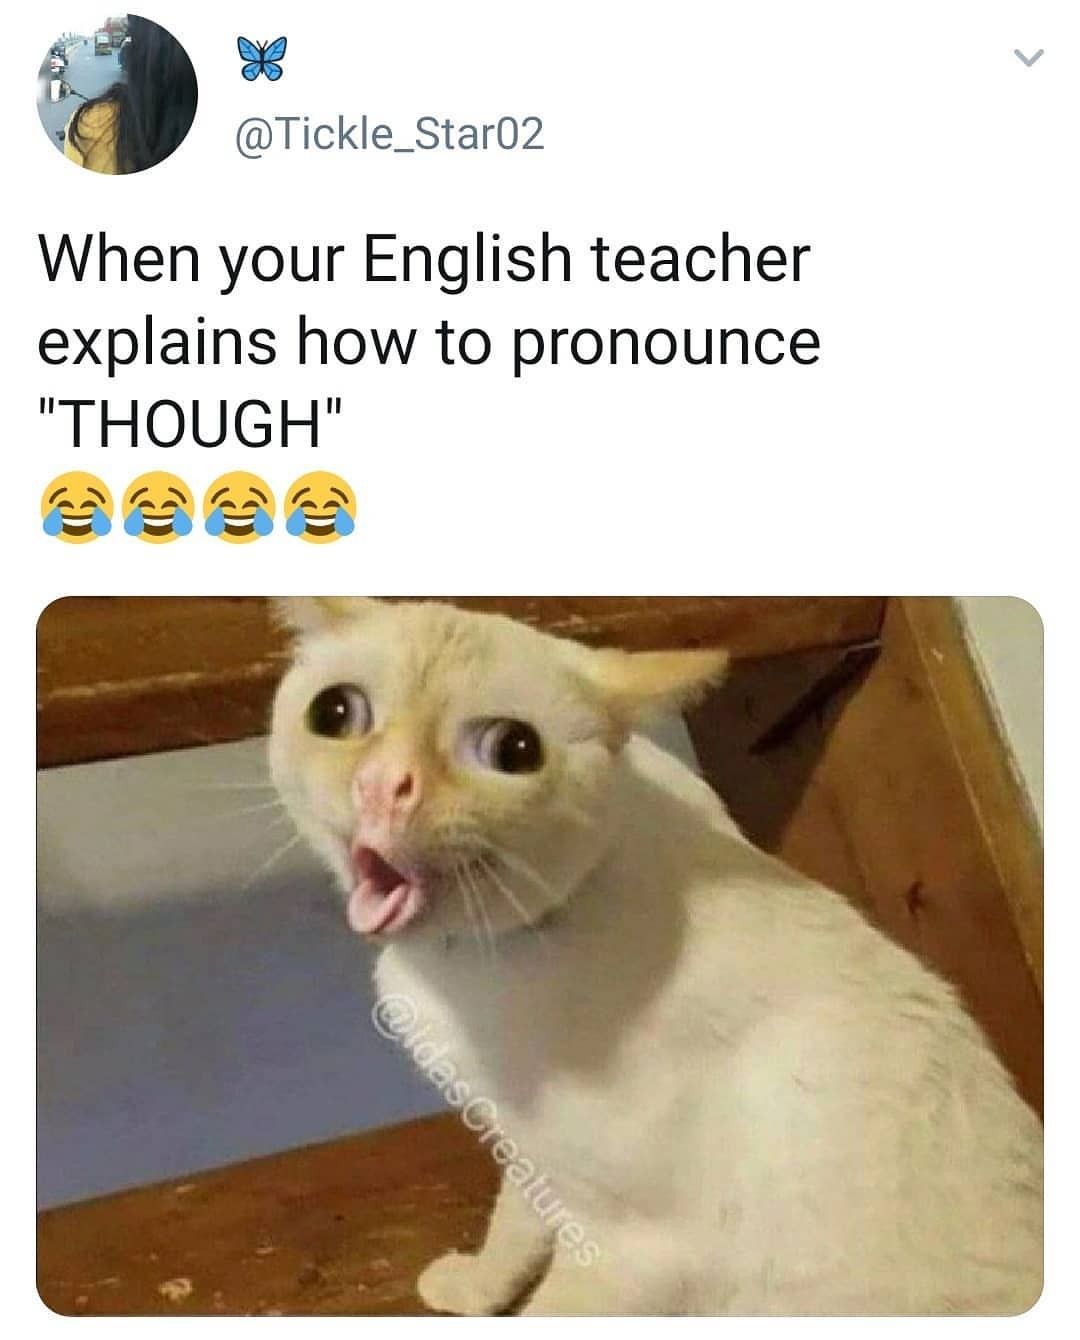 🦋
@Tickle_Star02
When your English teacher
explains how to pronounce
"THOUGH"
😂😂😂😂
@IdasCreatures